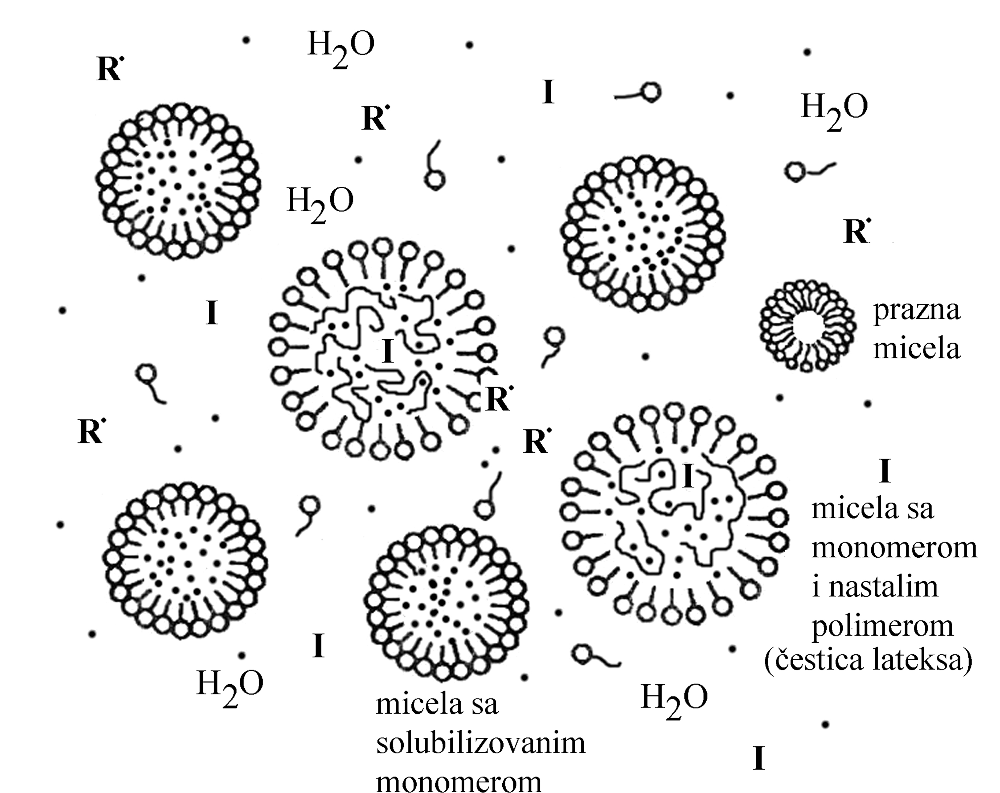 H₂O
R•
I
R•
H₂O
H₂O
R•
I
prazna
micela
I
R•
R•
R•
I
I
micela sa
monomerom
i nastalim
polimerom
(čestica lateksa)
I
H₂O
H₂O
micela sa
solubilizovanim
monomerom
I